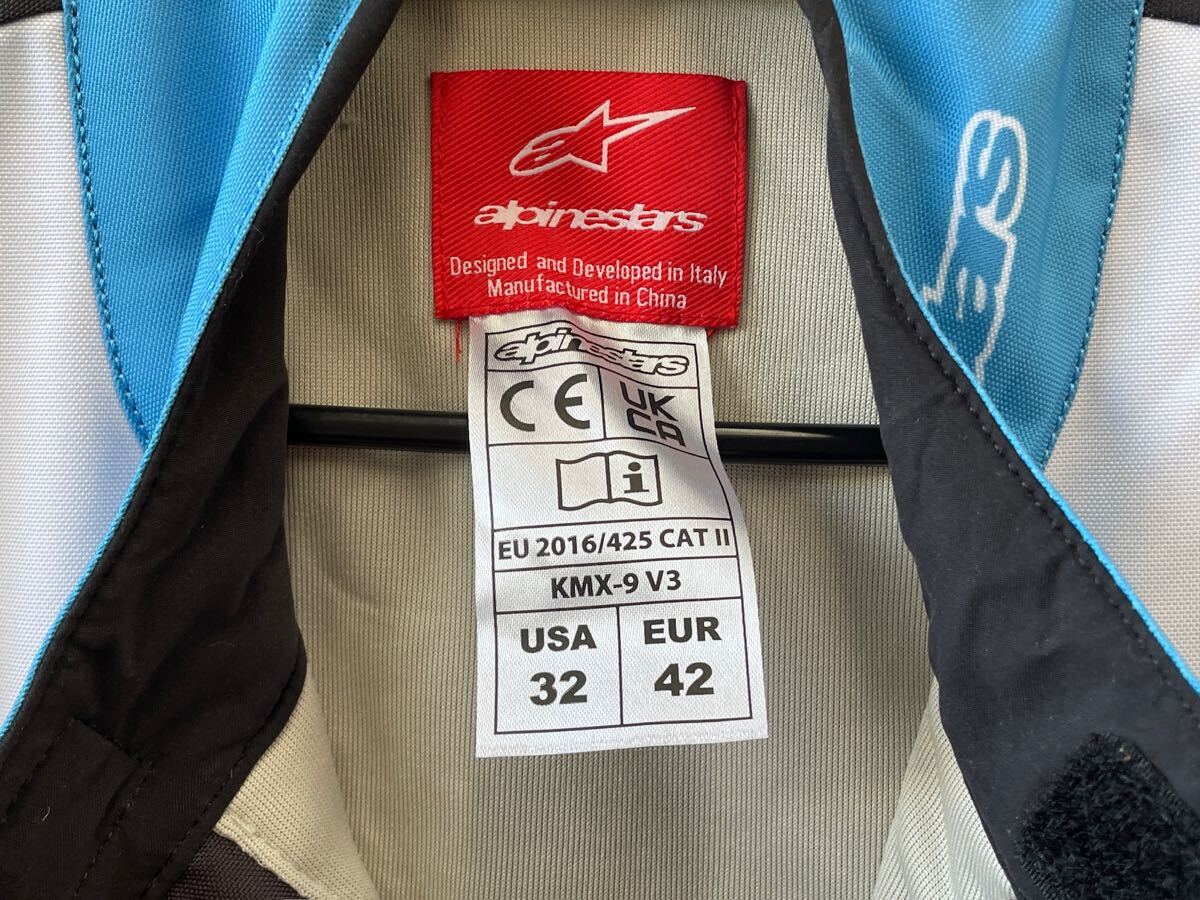 alpinestars
Designed and Developed in Italy
Manufactured in China
alpinestars
CE
UK
CA
i
EU 2016/425 CAT II
KMX-9 V3
USA EUR
32 42